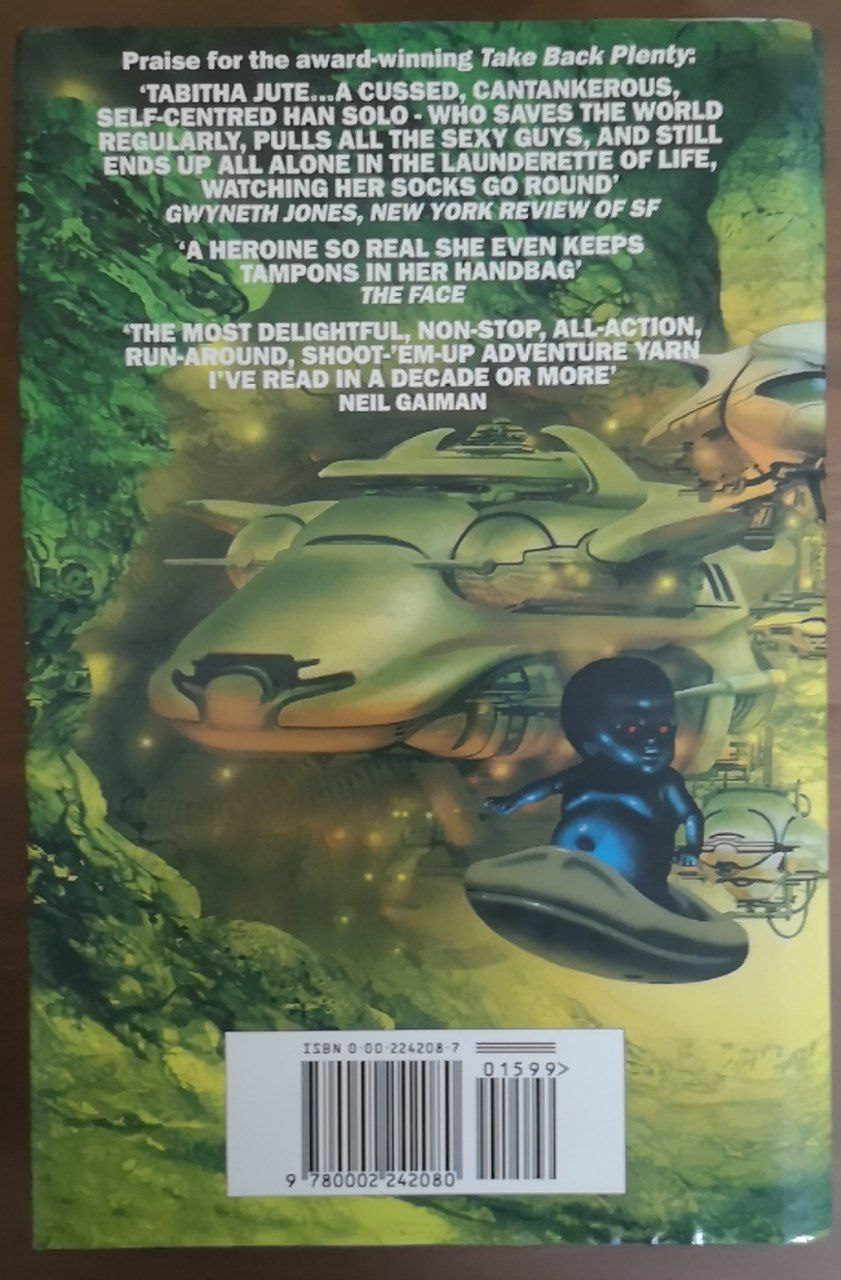 Praise for the award-winning Take Back Plenty:
‘TABITHA JUTE...A CUSSED, CANTANKEROUS,
SELF-CENTRED HAN SOLO - WHO SAVES THE WORLD
REGULARLY, PULLS ALL THE SEXY GUYS, AND STILL
ENDS UP ALL ALONE IN THE LAUNDERETTE OF LIFE,
WATCHING HER SOCKS GO ROUND’
GWYNETH JONES, NEW YORK REVIEW OF SF
‘A HEROINE SO REAL SHE EVEN KEEPS
TAMPONS IN HER HANDBAG’
THE FACE
‘THE MOST DELIGHTFUL, NON-STOP, ALL-ACTION,
RUN-AROUND, SHOOT-’EM-UP ADVENTURE YARN
I'VE READ IN A DECADE OR MORE’
NEIL GAIMAN
ISBN 0-00-224208-7
01599>
9 780002 242080